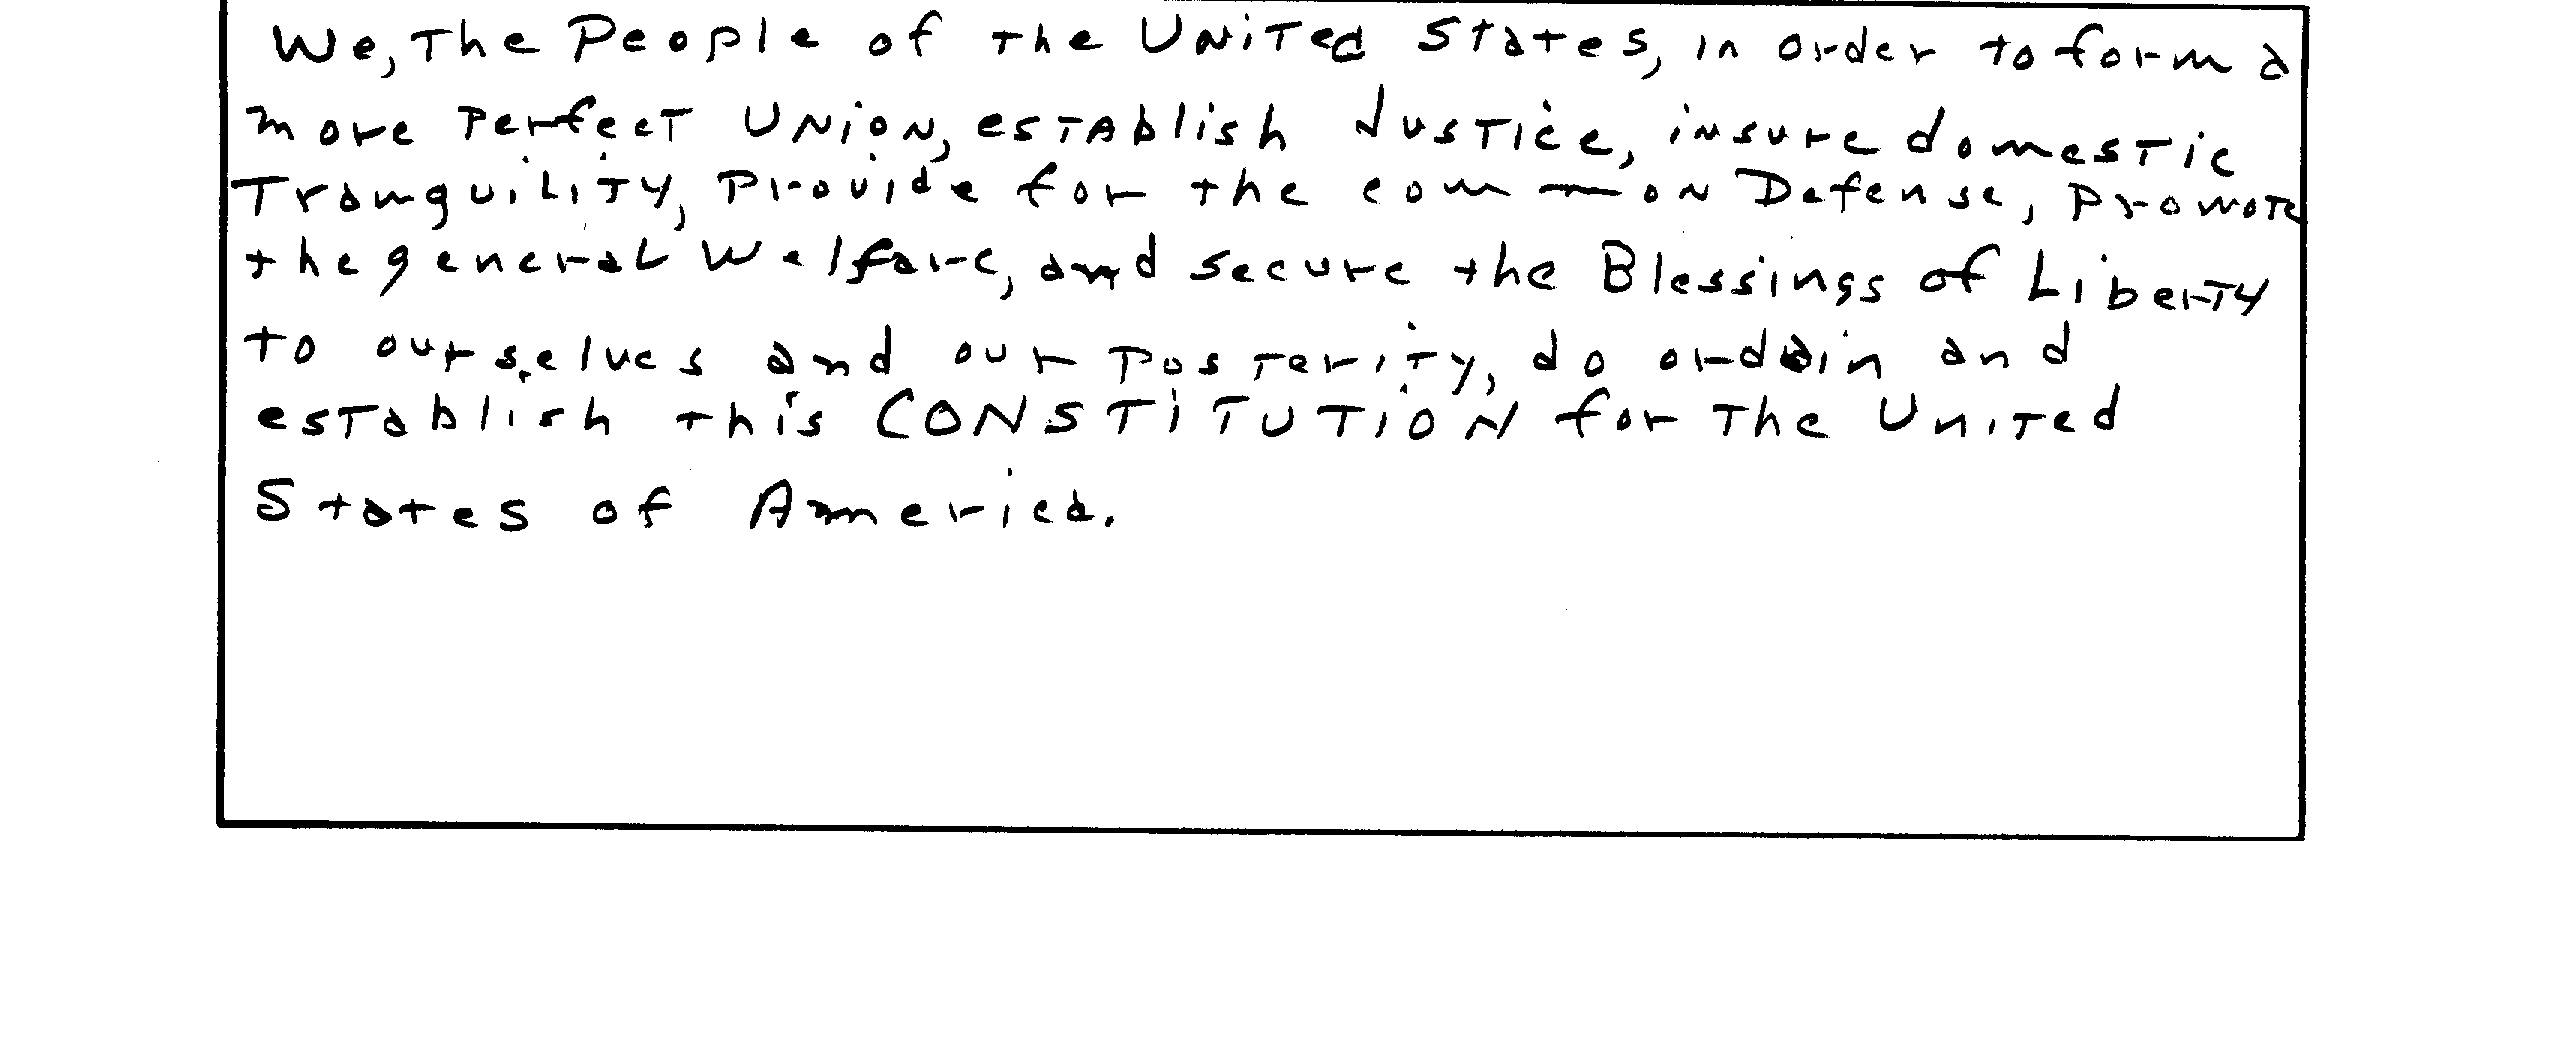 We, The People of the United States, in order to form a
more Perfect Union, establish Justice, insure domestic
Tranquility, Provide for the common Defense, Promote
the general Welfare, and secure the Blessings of Liberty
to ourselves and our Posterity, do ordain and
establish this CONSTITUTION for The United
States of America.